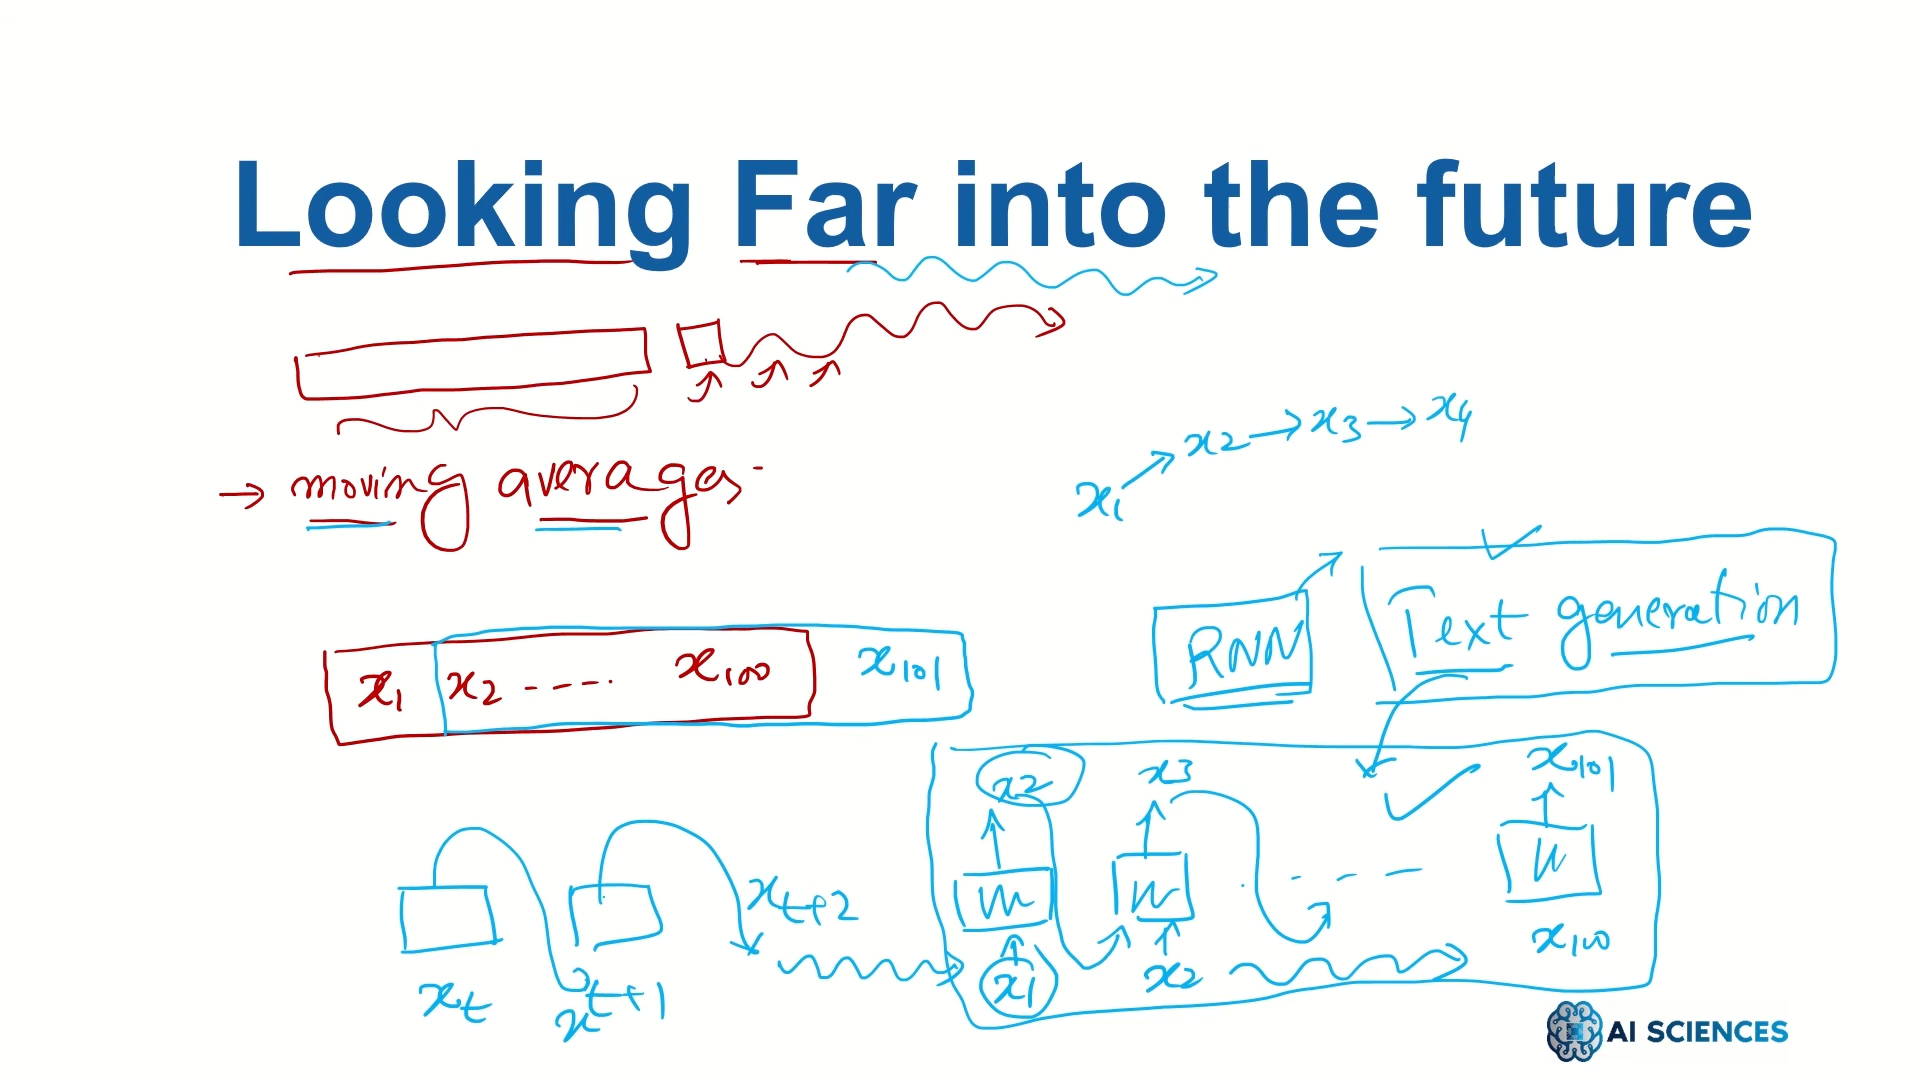 Looking Far into the future
x1 → x2 → x3 → x4
→ moving averages
RNN
Text generation
x1 x2 ----- x100 x101
x2 x3 x101
xt+2
x1 x2 x100
xt xt+1
AI SCIENCES